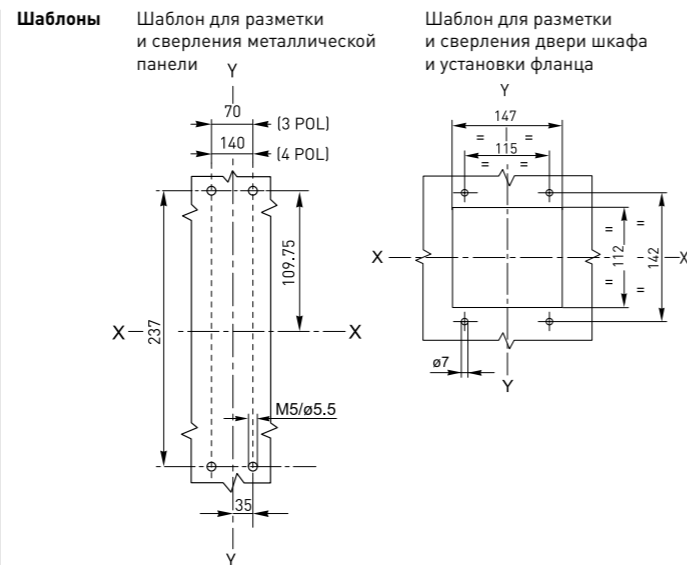 Шаблоны
Шаблон для разметки
и сверления металлической
панели
Y
70
(3 POL)
140
(4 POL)
109.75
237
X
X
M5/ø5.5
35
Y
Шаблон для разметки
и сверления двери шкафа
и установки фланца
Y
147
= =
115
= =
X
X
=
=
112
142
=
=
ø7
Y